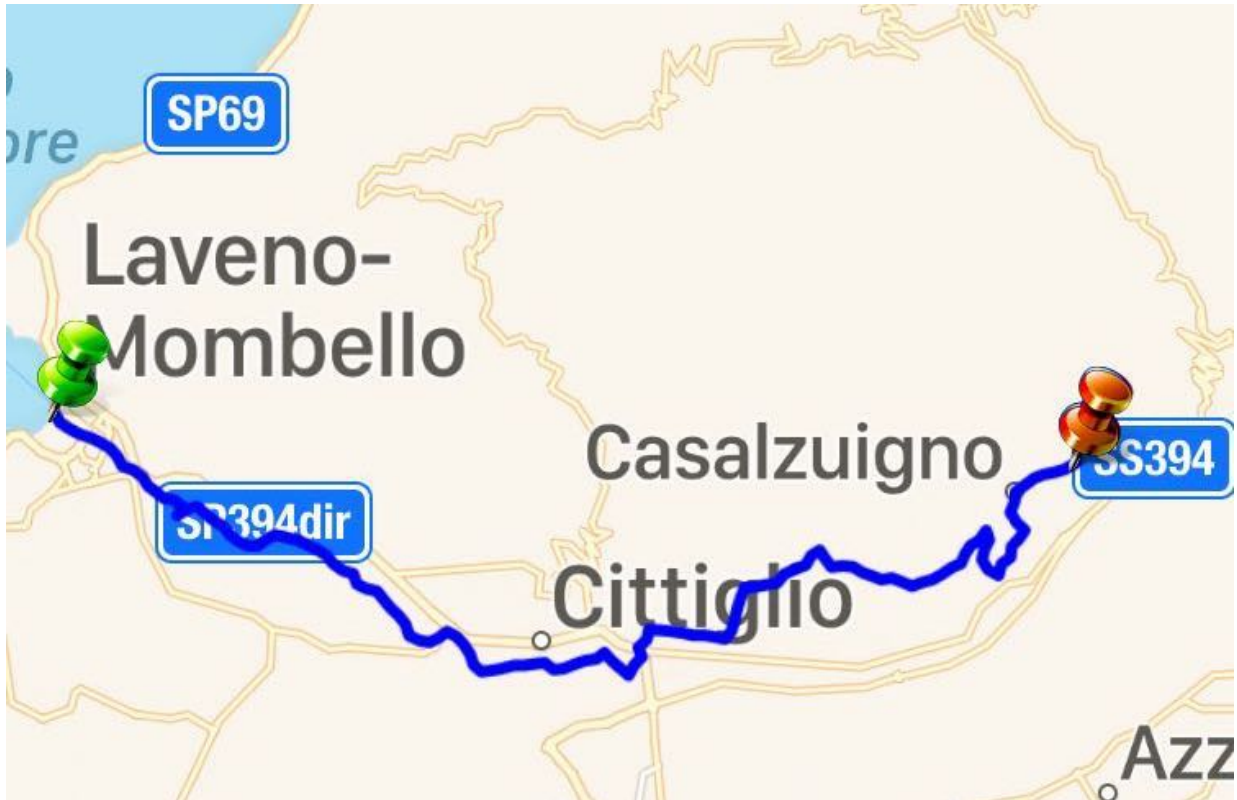 SP69
ore
Laveno-
Mombello
Casalzuigno
SS394
SP394dir
Cittiglio
Azz